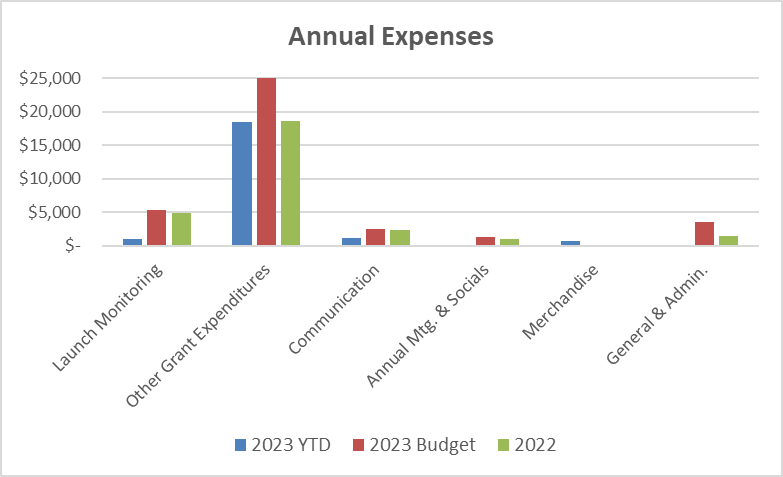 Annual Expenses
$25,000
$20,000
$15,000
$10,000
$5,000
$-
Launch Monitoring
Other Grant Expenditures
Communication
Annual Mtg. & Socials
Merchandise
General & Admin.
2023 YTD 2023 Budget 2022